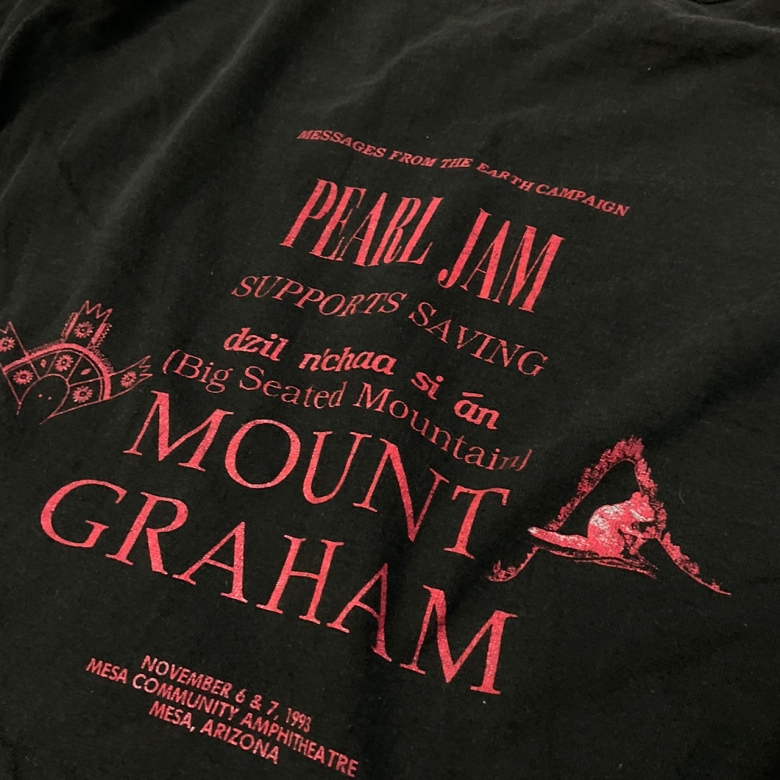 MESSAGES FROM THE EARTH CAMPAIGN
PEARL JAM
SUPPORTS SAVING
dzil n'chaa si án
(Big Seated Mountain)
MOUNT
GRAHAM
NOVEMBER 6 & 7, 1993
MESA COMMUNITY AMPHITHEATRE
MESA, ARIZONA